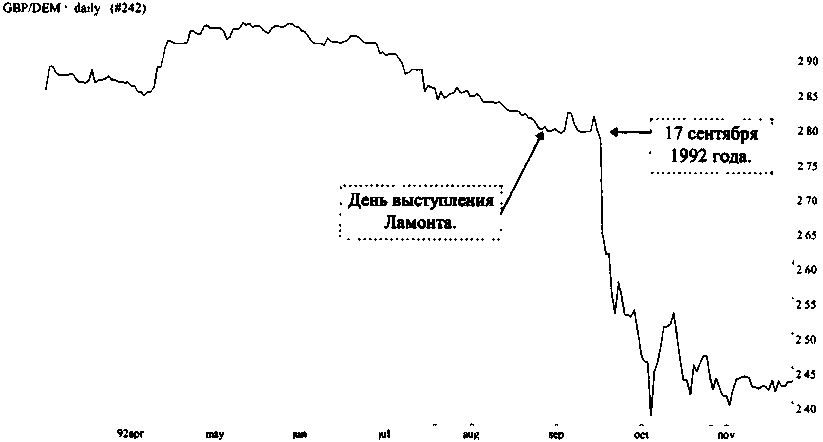 GBP/DEM · daily (#242)
2 90
2 85
17 сентября
1992 года.
2 80
2 75
День выступления
Ламонта.
2 70
2 65
2 60
2 55
2 50
2 45
2 40
92apr may jun jul aug sep oct nov